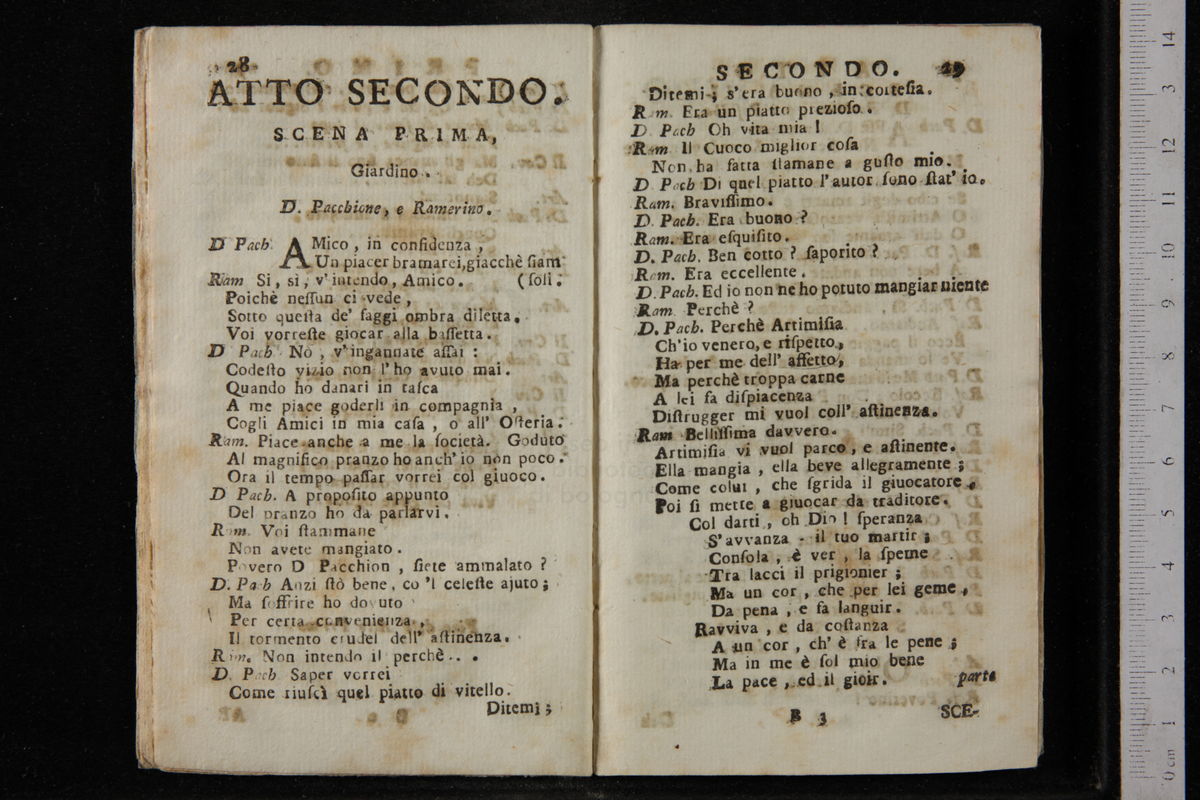 28
ATTO SECONDO.
SCENA PRIMA,
Giardino.
D. Pacchione, e Ramerino.
D Pach. AMico, in confidenza,
Un piacer bramarei, giacchè ſiam
Ram Sì, sì, v'intendo, Amico. (ſoli.
Poichè neſſun ci vede,
Sotto queſta de' faggi ombra diletta,
Voi vorreſte giocar alla baſſetta.
D Pach Nò, v'ingannate aſſai:
Codeſto vizio non l'ho avuto mai.
Quando ho danari in taſca
A me piace goderli in compagnia,
Cogli Amici in mia caſa, o all' Oſteria.
Ram. Piace anche a me la ſocietà. Goduto
Al magnifico pranzo ho anch'io non poco.
Ora il tempo paſſar vorrei col giuoco.
D Pach. A propoſito appunto
Del pranzo ho da parlarvi.
Ram. Voi ſtammane
Non avete mangiato.
Povero D Pacchion, ſiete ammalato?
D. Pach Anzi ſtò bene, co 'l celeſte ajuto;
Ma ſoffrire ho dovuto
Per certa convenienza,
Il tormento crudel dell' aſtinenza.
Ram. Non intendo il perchè...
D. Pach Saper vorrei
Come riuſcì quel piatto di vitello.
Ditemi;
SECONDO. 29
Ditemi; s'era buono, in corteſia.
Ram. Era un piatto prezioſo.
D Pach Oh vita mia!
Ram Il Cuoco miglior coſa
Non ha fatta ſtamane a guſto mio.
D Pach Di quel piatto l'autor ſono ſtat' io.
Ram. Braviſſimo.
D. Pach. Era buono?
Ram. Era eſquiſito.
D. Pach. Ben cotto? ſaporito?
Ram. Era eccellente.
D. Pach. Ed io non ne ho potuto mangiar niente
Ram. Perchè?
D. Pach. Perchè Artimiſia
Ch'io venero, e riſpetto,
Ha per me dell' affetto,
Ma perchè troppa carne
A lei fa diſpiacenza
Diſtrugger mi vuol coll' aſtinenza.
Ram Belliſſima davvero.
Artimiſia vi vuol parco, e aſtinente.
Ella mangia, ella beve allegramente;
Come colui, che ſgrida il giuocatore,
Poi ſi mette a giuocar da traditore.
Col darti, oh Dio! ſperanza
S'avvanza il tuo martir;
Conſola, è ver, la ſpeme
Tra lacci il prigionier;
Ma un cor, che per lei geme,
Da pena, e fa languir.
Ravviva, e da coſtanza
A un cor, ch' è fra le pene;
Ma in me è ſol mio bene
La pace, ed il gioir. parte
B 3 SCE-